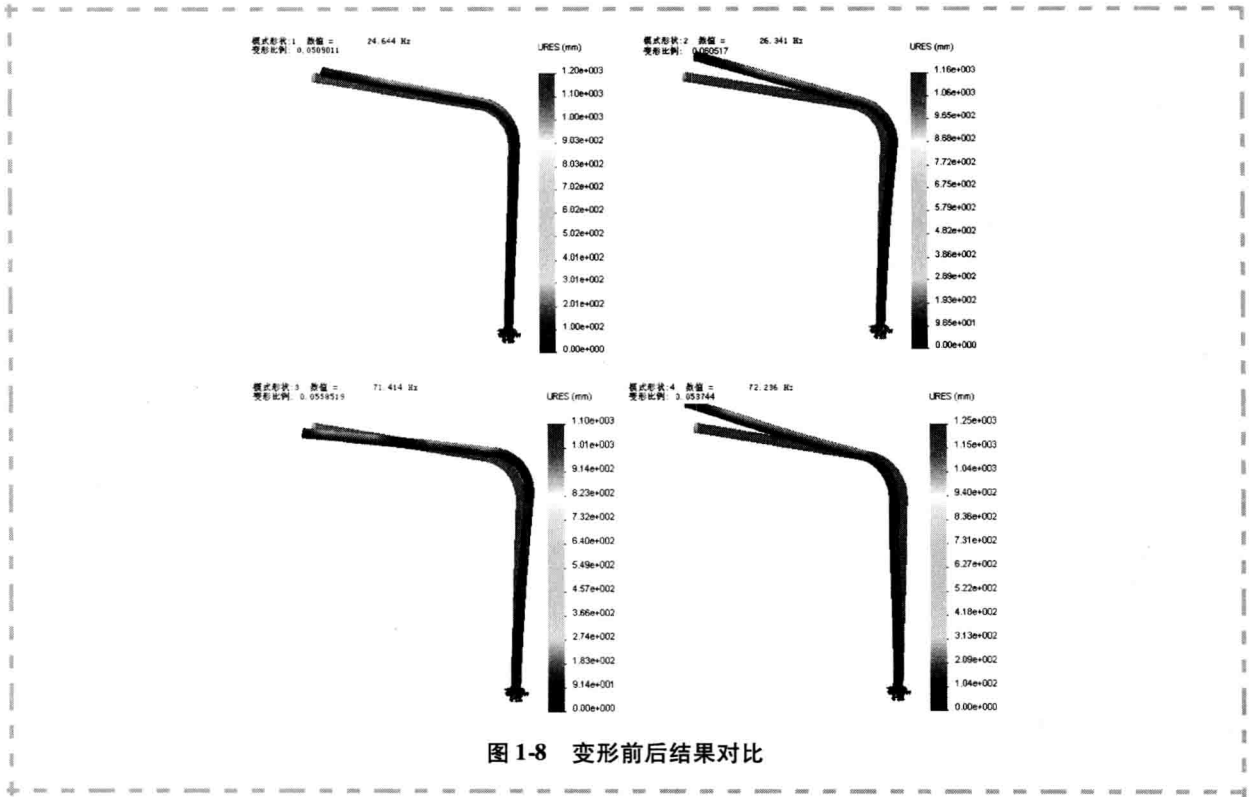 模式形状:1 数值 = 24.644 Hz
变形比例: 0.0509011
URES (mm)
1.20e+003
1.10e+003
1.00e+003
9.03e+002
8.03e+002
7.02e+002
6.02e+002
5.02e+002
4.01e+002
3.01e+002
2.01e+002
1.00e+002
0.00e+000
模式形状:2 数值 = 26.341 Hz
变形比例: 0.060517
URES (mm)
1.16e+003
1.06e+003
9.65e+002
8.68e+002
7.72e+002
6.75e+002
5.79e+002
4.82e+002
3.86e+002
2.89e+002
1.93e+002
9.65e+001
0.00e+000
模式形状:3 数值 = 71.414 Hz
变形比例: 0.0558519
URES (mm)
1.10e+003
1.01e+003
9.14e+002
8.23e+002
7.32e+002
6.40e+002
5.49e+002
4.57e+002
3.66e+002
2.74e+002
1.83e+002
9.14e+001
0.00e+000
模式形状:4 数值 = 72.236 Hz
变形比例: 0.053744
URES (mm)
1.25e+003
1.15e+003
1.04e+003
9.40e+002
8.36e+002
7.31e+002
6.27e+002
5.22e+002
4.18e+002
3.13e+002
2.09e+002
1.04e+002
0.00e+000
图 1-8 变形前后结果对比